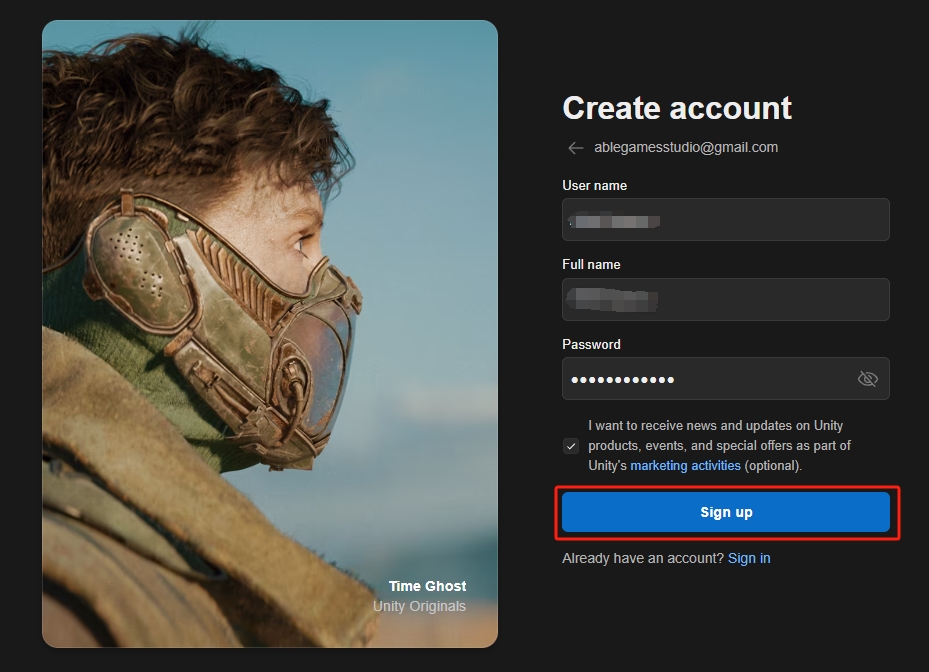 Create account
ablegamesstudio@gmail.com
User name
Full name
Password
I want to receive news and updates on Unity
products, events, and special offers as part of
Unity's marketing activities (optional).
Sign up
Already have an account? Sign in
Time Ghost
Unity Originals